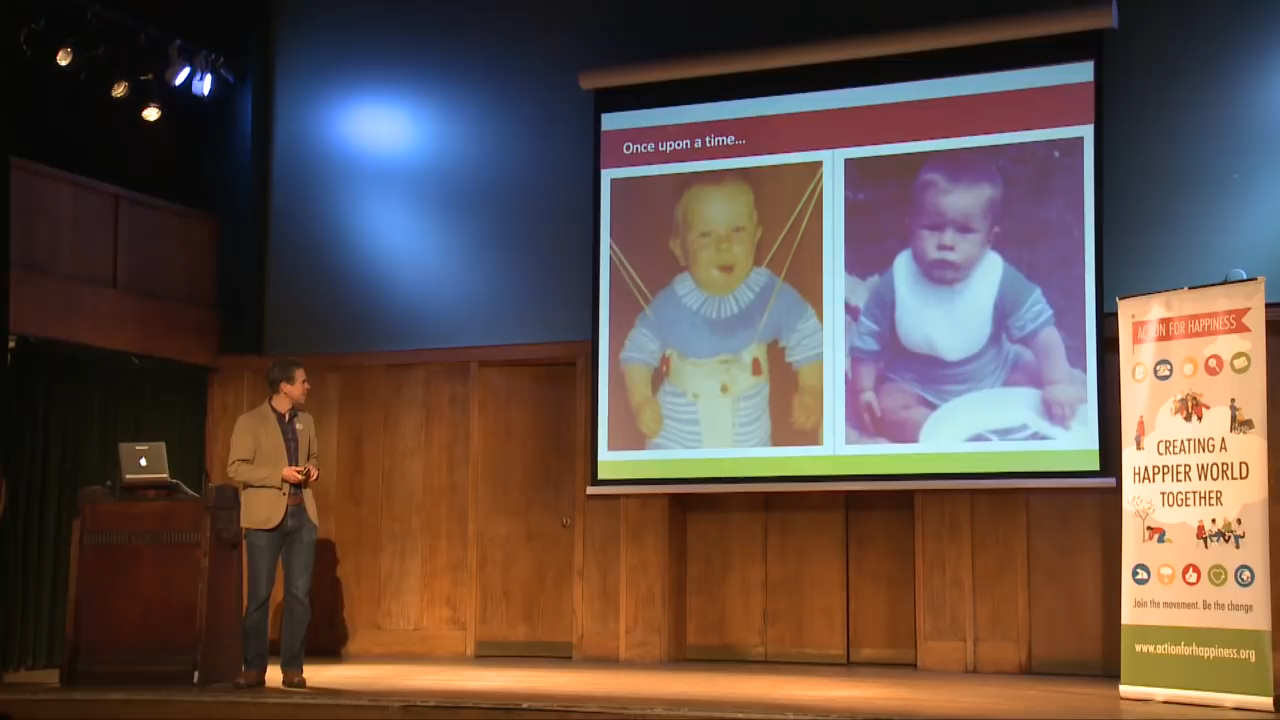 Once upon a time...
ACTION FOR HAPPINESS
CREATING A
HAPPIER WORLD
TOGETHER
Join the movement. Be the change
www.actionforhappiness.org